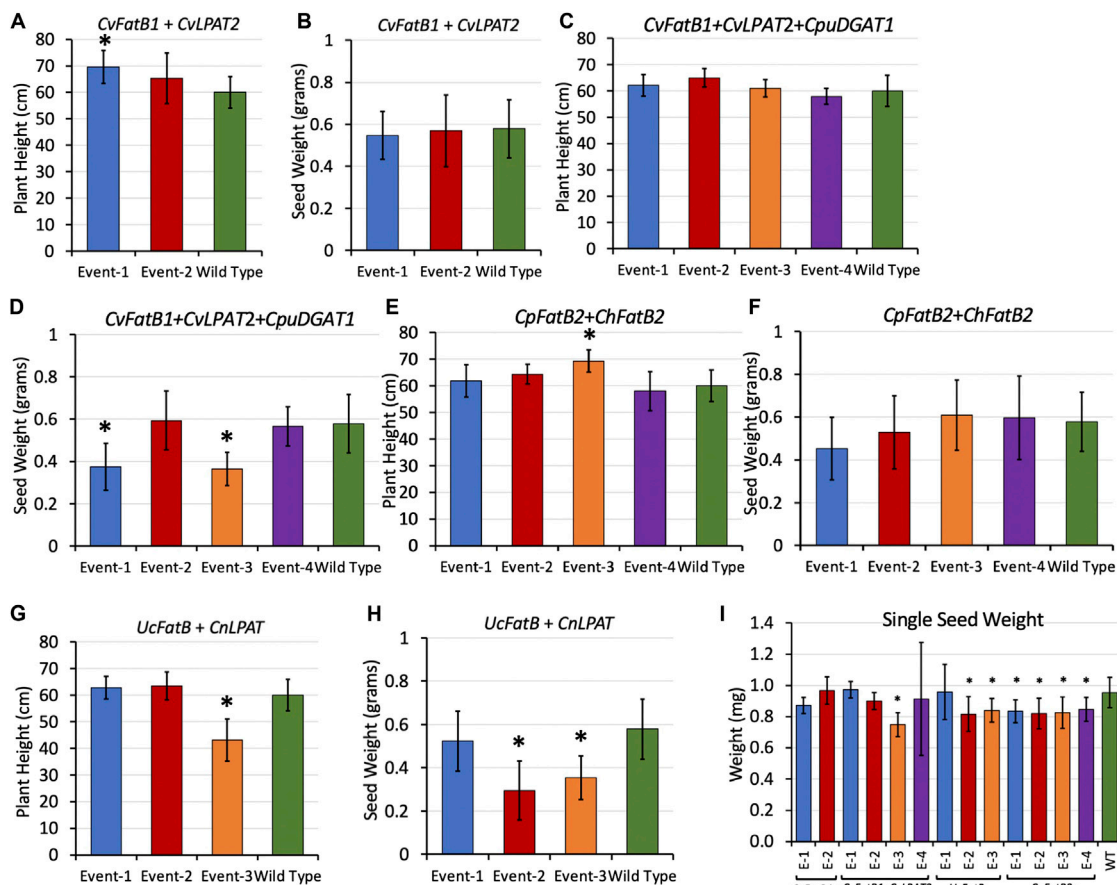 A
CvFatB1 + CvLPAT2
Plant Height (cm)
80
70
60
50
40
30
20
10
0
*
Event-1 Event-2 Wild Type
B
CvFatB1 + CvLPAT2
Seed Weight (grams)
1
0.8
0.6
0.4
0.2
0
Event-1 Event-2 Wild Type
C
CvFatB1+CvLPAT2+CpuDGAT1
Plant Height (cm)
80
70
60
50
40
30
20
10
0
Event-1 Event-2 Event-3 Event-4 Wild Type
D
CvFatB1+CvLPAT2+CpuDGAT1
Seed Weight (grams)
1
0.8
0.6
0.4
0.2
0
* *
Event-1 Event-2 Event-3 Event-4 Wild Type
E
CpFatB2+ChFatB2
Plant Height (cm)
80
70
60
50
40
30
20
10
0
*
Event-1 Event-2 Event-3 Event-4 Wild Type
F
CpFatB2+ChFatB2
Seed Weight (grams)
1
0.8
0.6
0.4
0.2
0
Event-1 Event-2 Event-3 Event-4 Wild Type
G
UcFatB + CnLPAT
Plant Height (cm)
80
70
60
50
40
30
20
10
0
*
Event-1 Event-2 Event-3 Wild Type
H
UcFatB + CnLPAT
Seed Weight (grams)
1
0.8
0.6
0.4
0.2
0
* *
Event-1 Event-2 Event-3 Wild Type
I
Single Seed Weight
Weight (mg)
1.4
1.2
1.0
0.8
0.6
0.4
0.2
0.0
* * * * * * *
E-1 E-2 E-1 E-2 E-3 E-4 E-1 E-2 E-3 E-1 E-2 E-3 E-4 WT